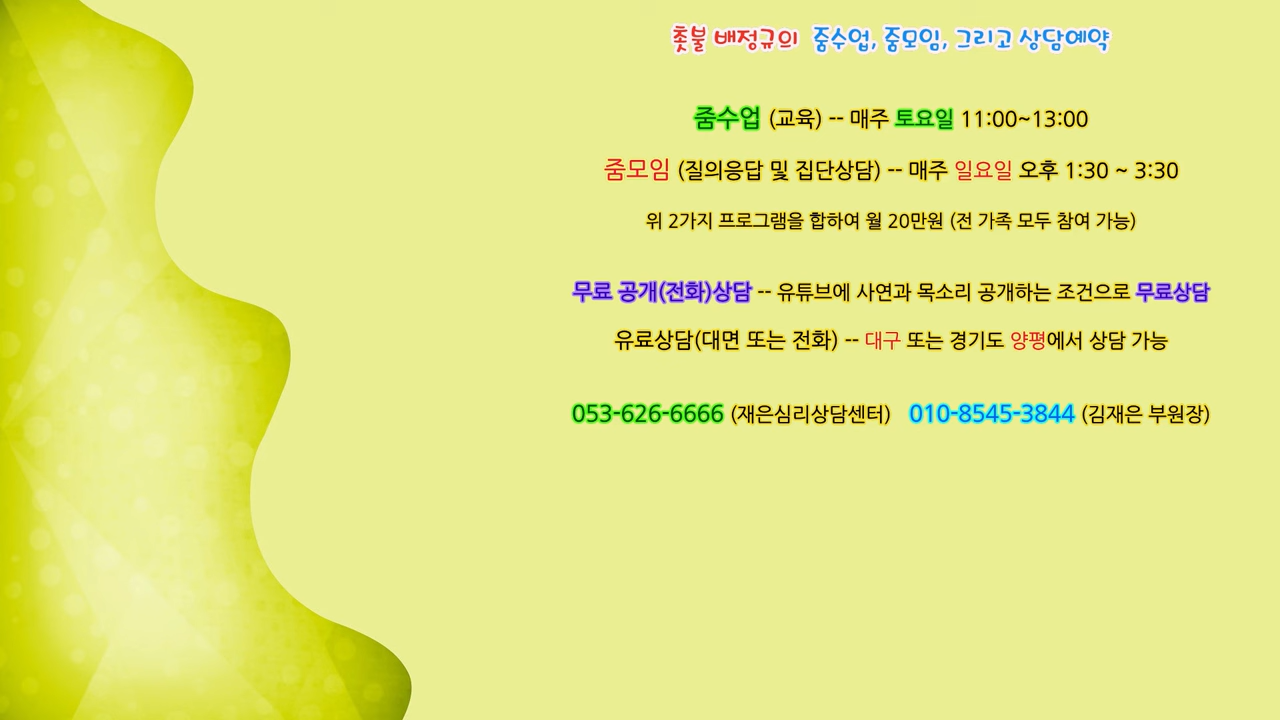 촛불 배정규의 줌수업, 줌모임, 그리고 상담예약
줌수업 (교육) -- 매주 토요일 11:00~13:00
줌모임 (질의응답 및 집단상담) -- 매주 일요일 오후 1:30 ~ 3:30
위 2가지 프로그램을 합하여 월 20만원 (전 가족 모두 참여 가능)
무료 공개(전화)상담 -- 유튜브에 사연과 목소리 공개하는 조건으로 무료상담
유료상담(대면 또는 전화) -- 대구 또는 경기도 양평에서 상담 가능
053-626-6666 (재은심리상담센터) 010-8545-3844 (김재은 부원장)